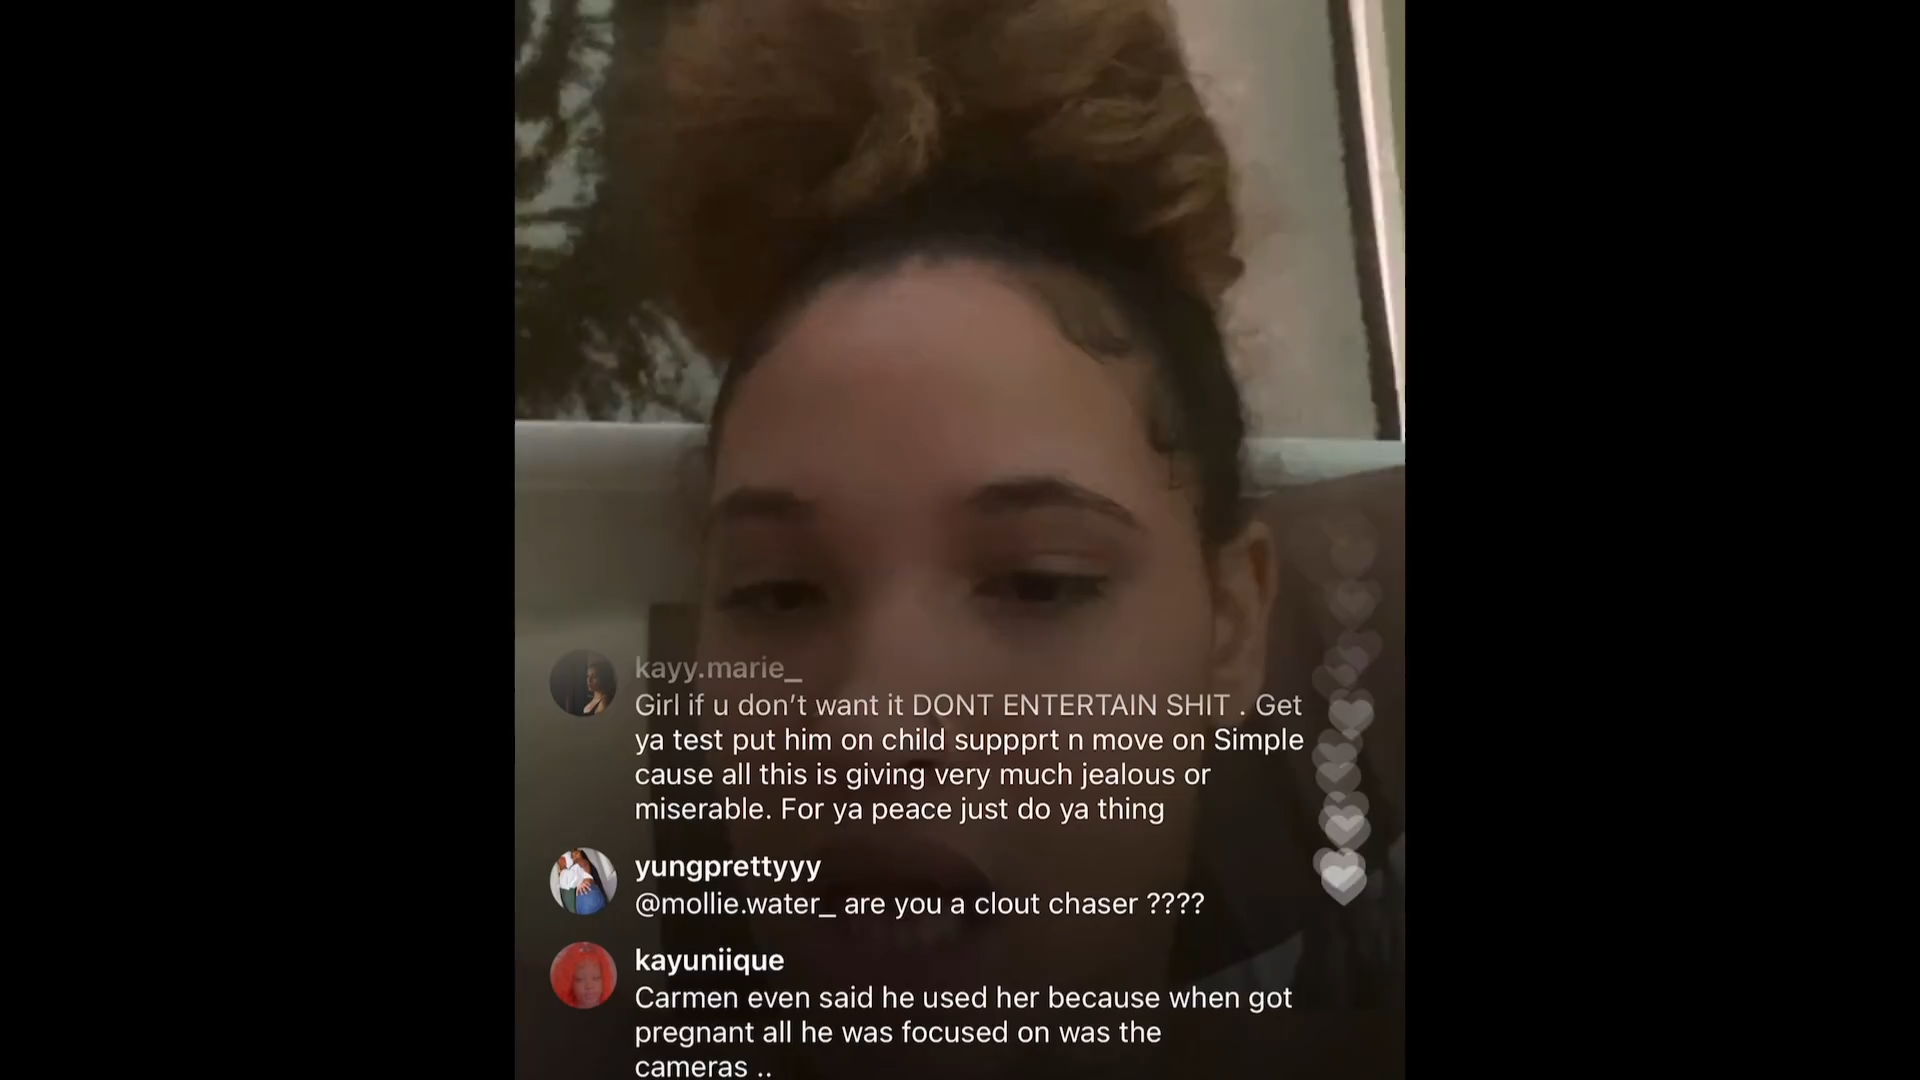 kayy.marie_
Girl if u don’t want it DONT ENTERTAIN SHIT . Get
ya test put him on child suppprt n move on Simple
cause all this is giving very much jealous or
miserable. For ya peace just do ya thing
yungprettyyy
@mollie.water_ are you a clout chaser ????
kayuniique
Carmen even said he used her because when got
pregnant all he was focused on was the
cameras ..